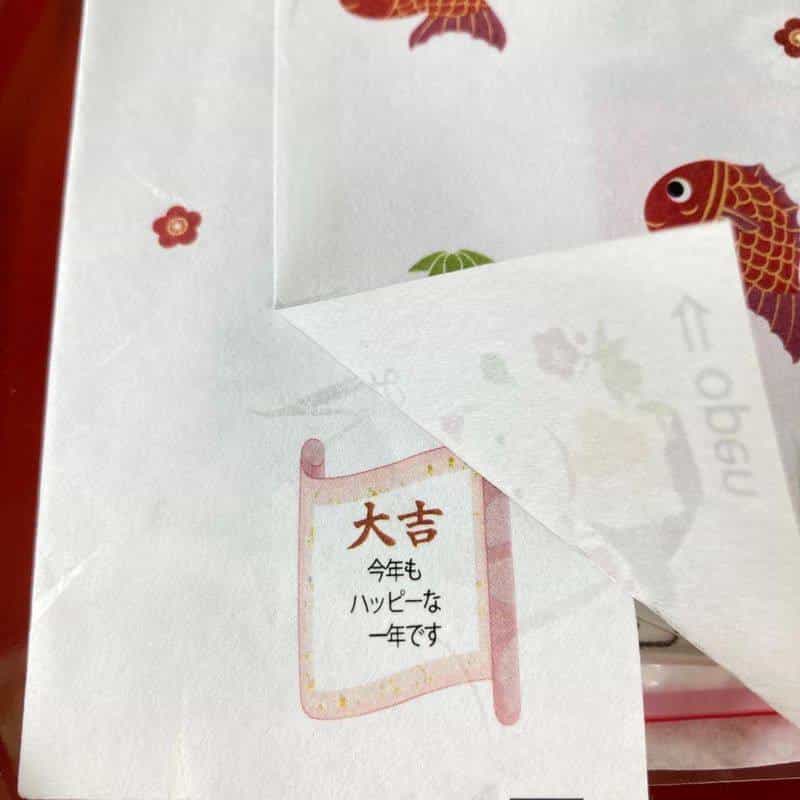 ⇐ open
大吉
今年も
ハッピーな
一年です